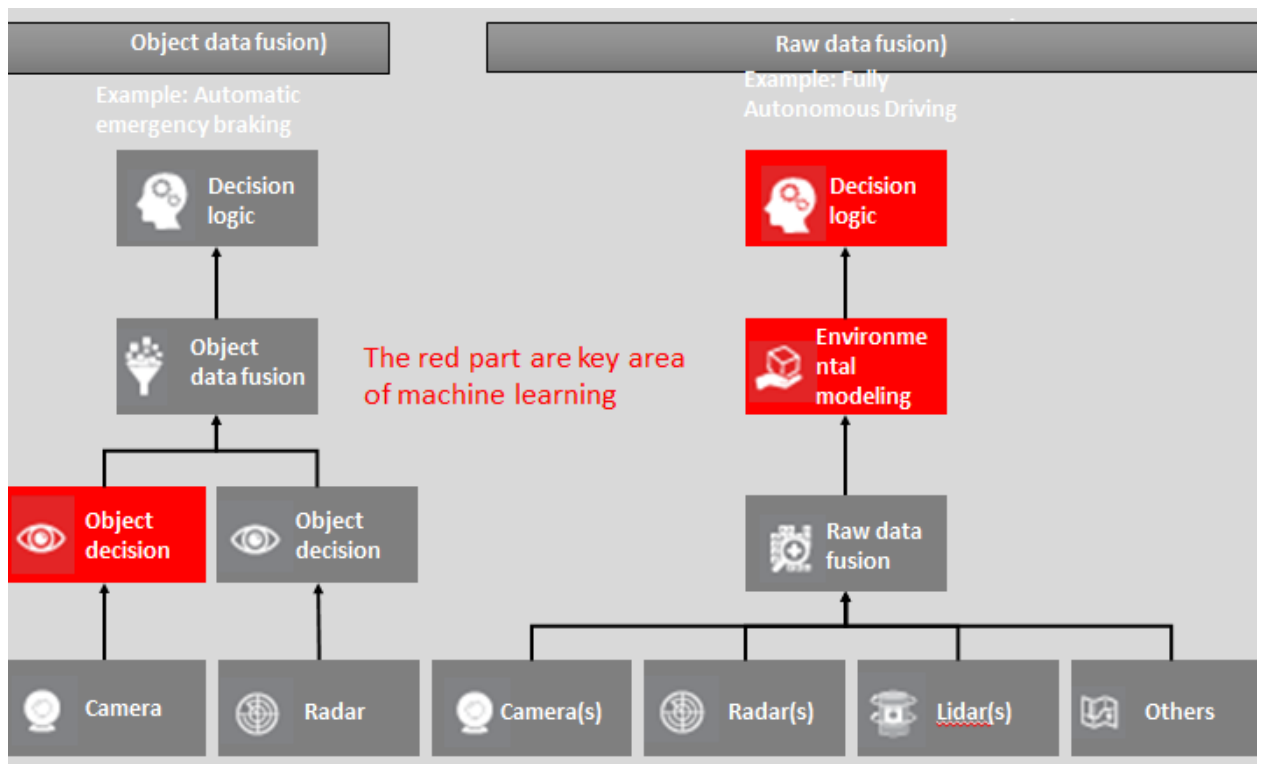 Object data fusion)
Raw data fusion)
Example: Automatic
emergency braking
Example: Fully
Autonomous Driving
Decision
logic
Decision
logic
Object
data fusion
The red part are key area
of machine learning
Environme
ntal
modeling
Object
decision
Object
decision
Raw data
fusion
Camera
Radar
Camera(s)
Radar(s)
Lidar(s)
Others